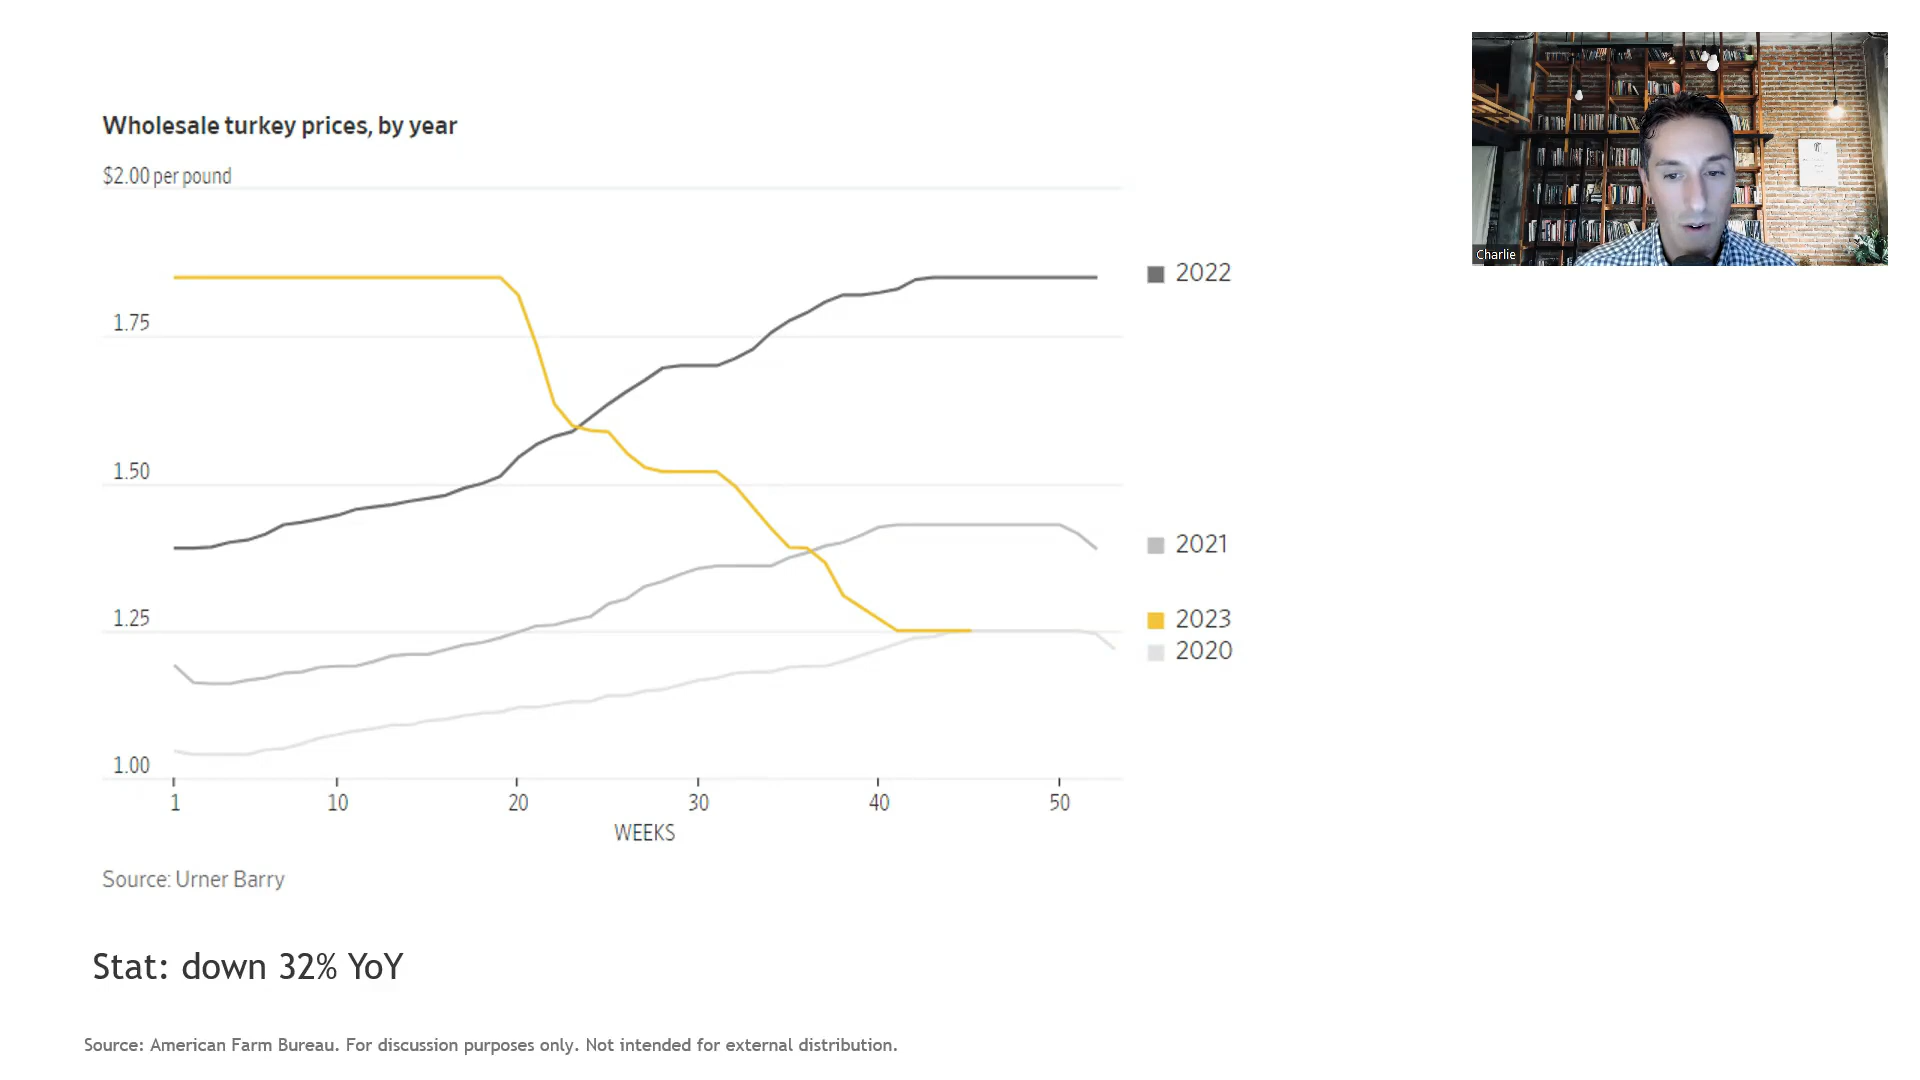 Wholesale turkey prices, by year
$2.00 per pound
1.75
1.50
1.25
1.00
1 10 20 30 40 50
WEEKS
2022
2021
2023
2020
Source: Urner Barry
Stat: down 32% YoY
Source: American Farm Bureau. For discussion purposes only. Not intended for external distribution.
Charlie